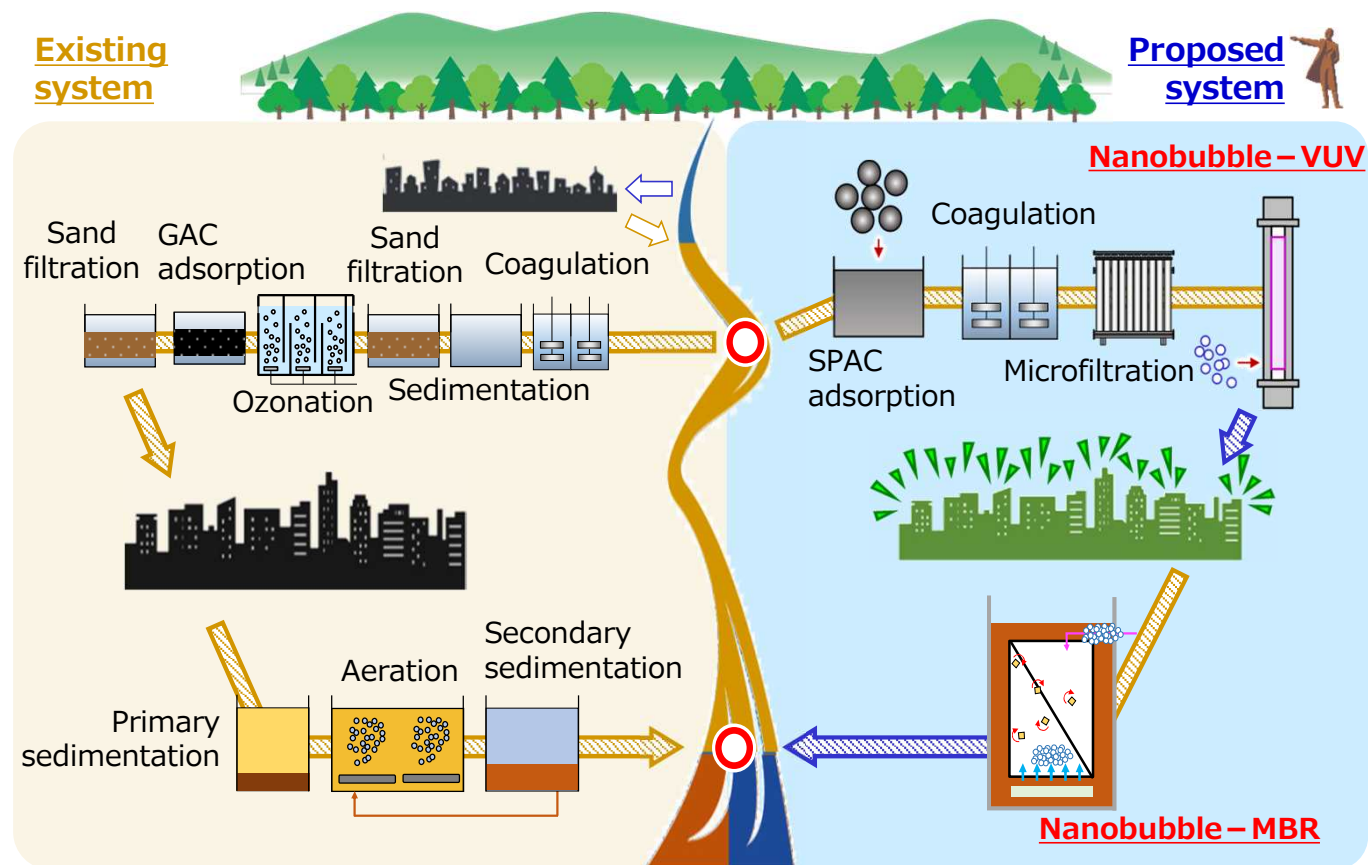 Existing
system
Proposed
system
Nanobubble－VUV
Sand
filtration
GAC
adsorption
Sand
filtration
Coagulation
Ozonation
Sedimentation
Coagulation
SPAC
adsorption
Microfiltration
Primary
sedimentation
Aeration
Secondary
sedimentation
Nanobubble－MBR